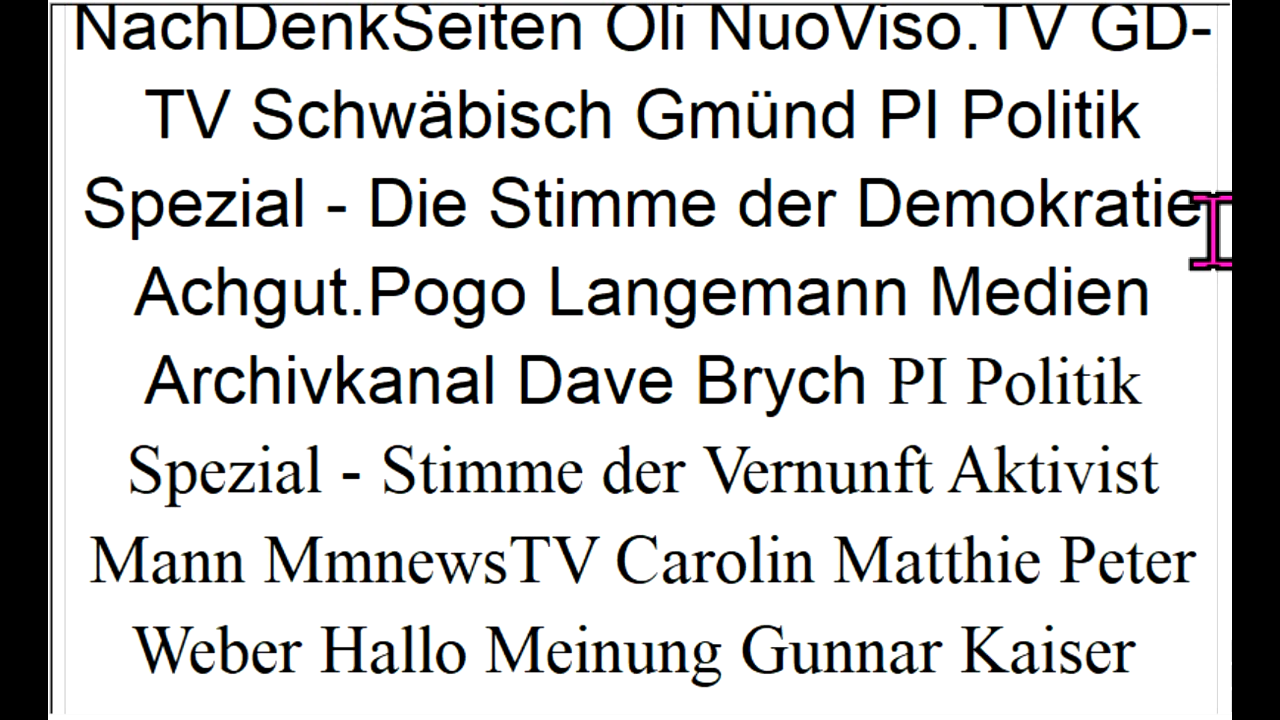 NachDenkSeiten Oli NuoViso.TV GD-
TV Schwäbisch Gmünd PI Politik
Spezial - Die Stimme der Demokratie
Achgut.Pogo Langemann Medien
Archivkanal Dave Brych PI Politik
Spezial - Stimme der Vernunft Aktivist
Mann MmnewsTV Carolin Matthie Peter
Weber Hallo Meinung Gunnar Kaiser